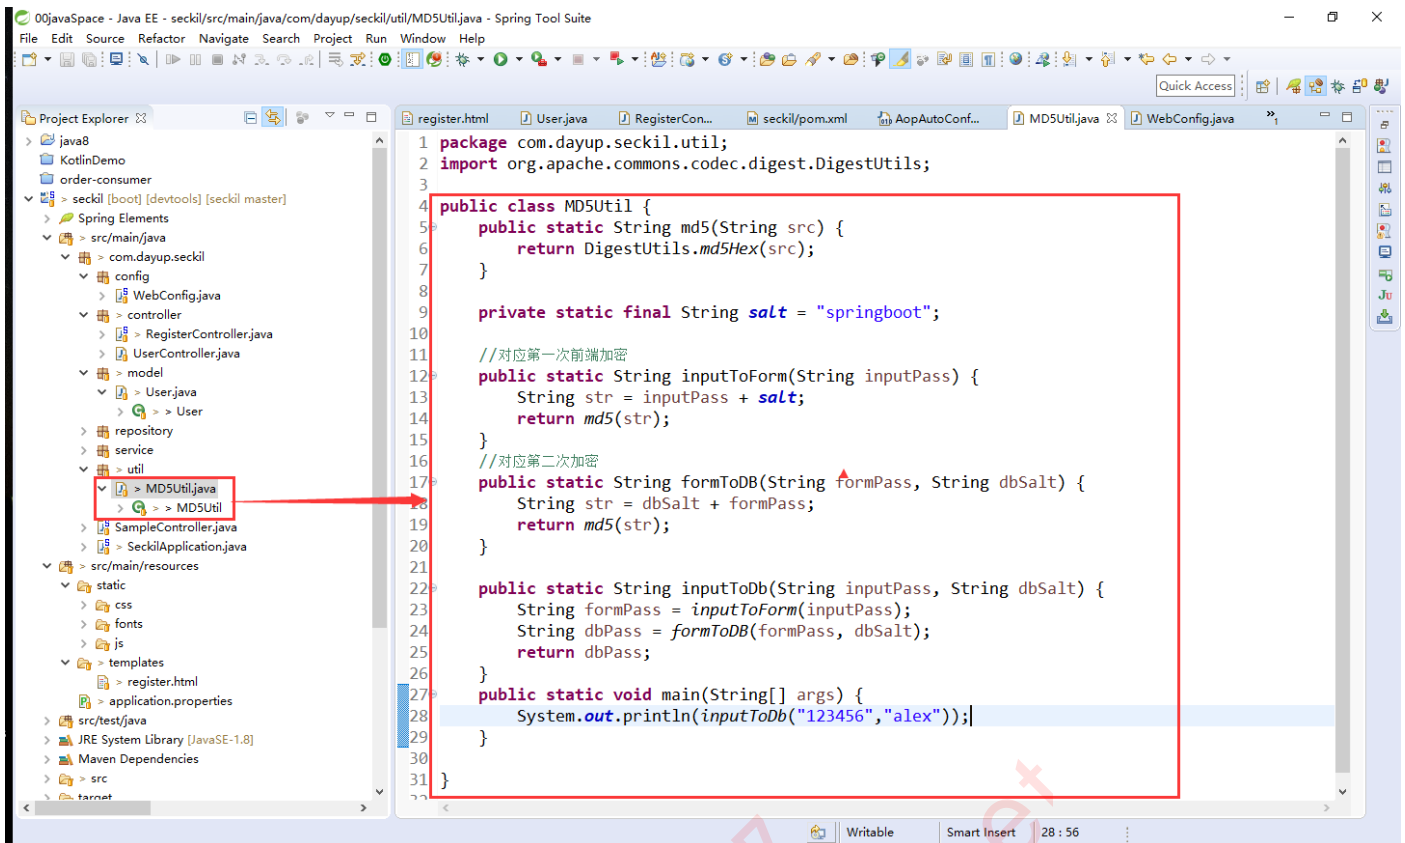 00javaSpace - Java EE - seckil/src/main/java/com/dayup/seckil/util/MD5Util.java - Spring Tool Suite
File Edit Source Refactor Navigate Search Project Run Window Help
Quick Access
Project Explorer
java8
KotlinDemo
order-consumer
> seckil [boot] [devtools] [seckil master]
Spring Elements
> src/main/java
> com.dayup.seckil
config
WebConfig.java
> controller
> RegisterController.java
UserController.java
> model
> User.java
> > User
repository
service
> util
> MD5Util.java
> > MD5Util
SampleController.java
> SeckilApplication.java
> src/main/resources
static
css
fonts
js
> templates
> register.html
> application.properties
src/test/java
JRE System Library [JavaSE-1.8]
Maven Dependencies
> src
target
register.html User.java RegisterCon... seckil/pom.xml AopAutoConf... MD5Util.java WebConfig.java »1
1 package com.dayup.seckil.util;
2 import org.apache.commons.codec.digest.DigestUtils;
3
4 public class MD5Util {
5 public static String md5(String src) {
6 return DigestUtils.md5Hex(src);
7 }
8
9 private static final String salt = "springboot";
10
11 //对应第一次前端加密
12 public static String inputToForm(String inputPass) {
13 String str = inputPass + salt;
14 return md5(str);
15 }
16 //对应第二次加密
17 public static String formToDB(String formPass, String dbSalt) {
18 String str = dbSalt + formPass;
19 return md5(str);
20 }
21
22 public static String inputToDb(String inputPass, String dbSalt) {
23 String formPass = inputToForm(inputPass);
24 String dbPass = formToDB(formPass, dbSalt);
25 return dbPass;
26 }
27 public static void main(String[] args) {
28 System.out.println(inputToDb("123456","alex"));
29 }
30
31 }
Writable Smart Insert 28 : 56